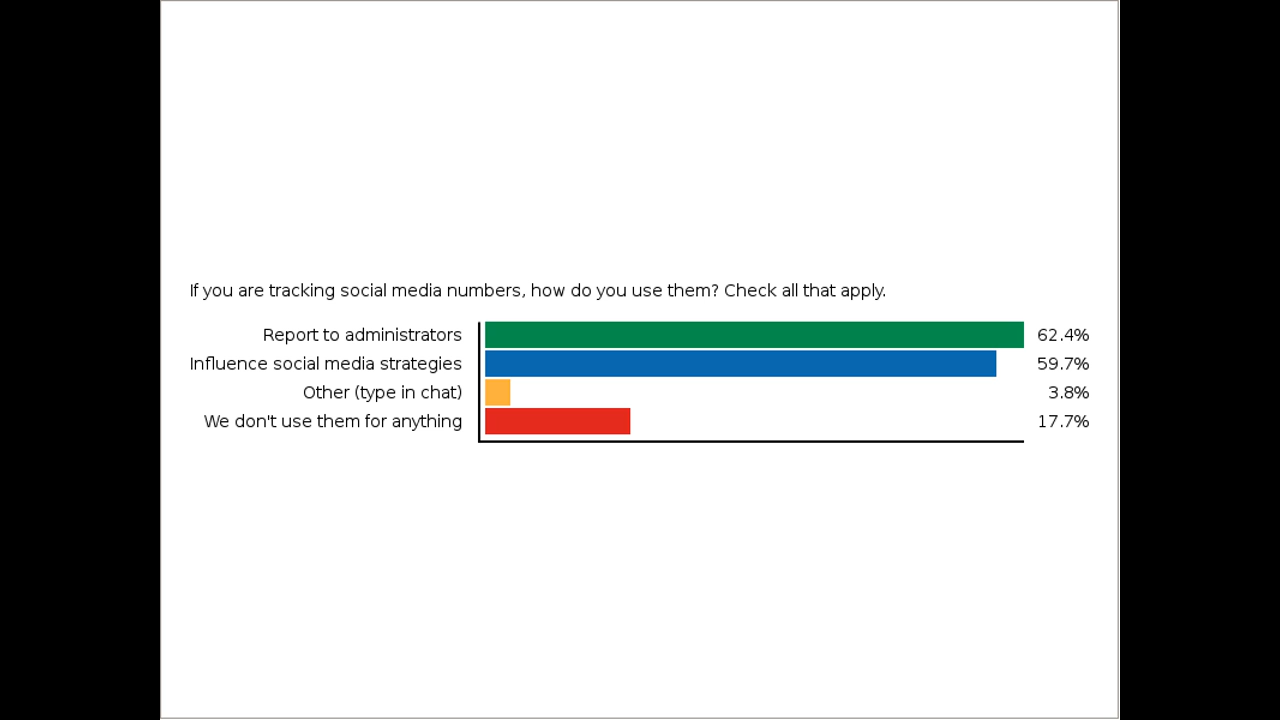 If you are tracking social media numbers, how do you use them? Check all that apply.
Report to administrators 62.4%
Influence social media strategies 59.7%
Other (type in chat) 3.8%
We don't use them for anything 17.7%